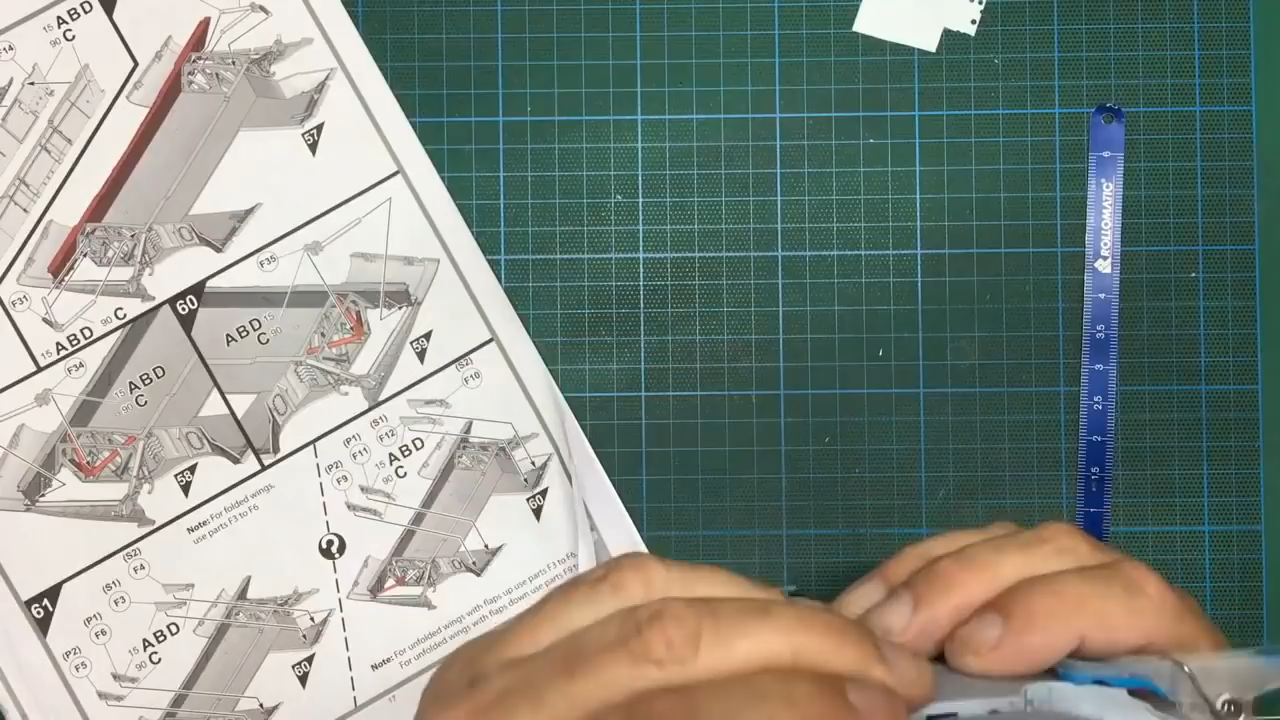 15 ABD
90 C
F14
57
F31
15 ABD 90 C
60
F35
ABD 15
C 90
59
F34
15 ABD
90 C
58
Note: For folded wings,
use parts F3 to F6
(S2)
F10
(S1)
F12
(P1)
F11
(P2)
F9
15 ABD
90 C
60
?
61
(S2)
F4
(S1)
F3
(P1)
F6
(P2)
F5
15 ABD
90 C
60
Note: For unfolded wings with flaps up use parts F3 to F6.
For unfolded wings with flaps down use parts F9
17
6
ROLLOMATIC
4
3.5
3
2.5
2
1.5
1